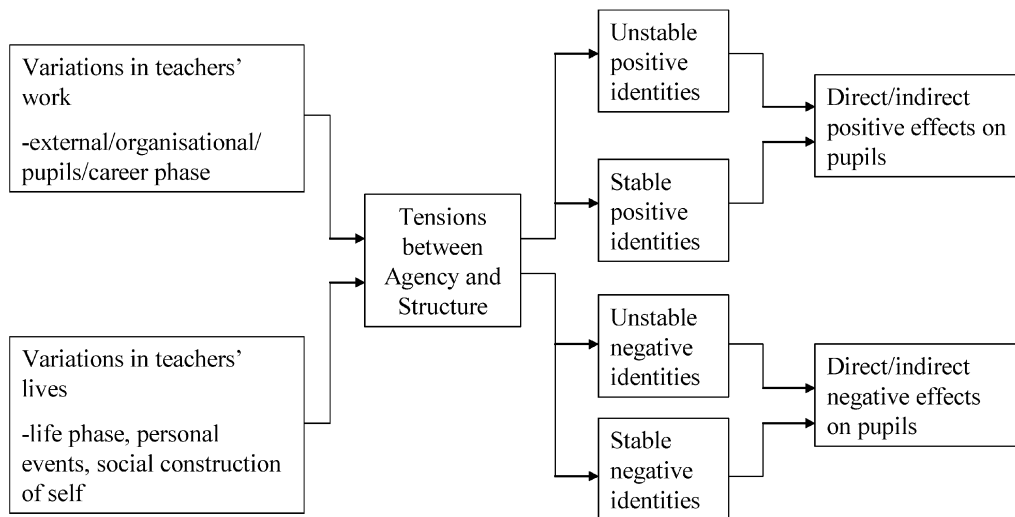 Variations in teachers'
work
-external/organisational/
pupils/career phase
Variations in teachers'
lives
-life phase, personal
events, social construction
of self
Tensions
between
Agency and
Structure
Unstable
positive
identities
Stable
positive
identities
Unstable
negative
identities
Stable
negative
identities
Direct/indirect
positive effects on
pupils
Direct/indirect
negative effects
on pupils